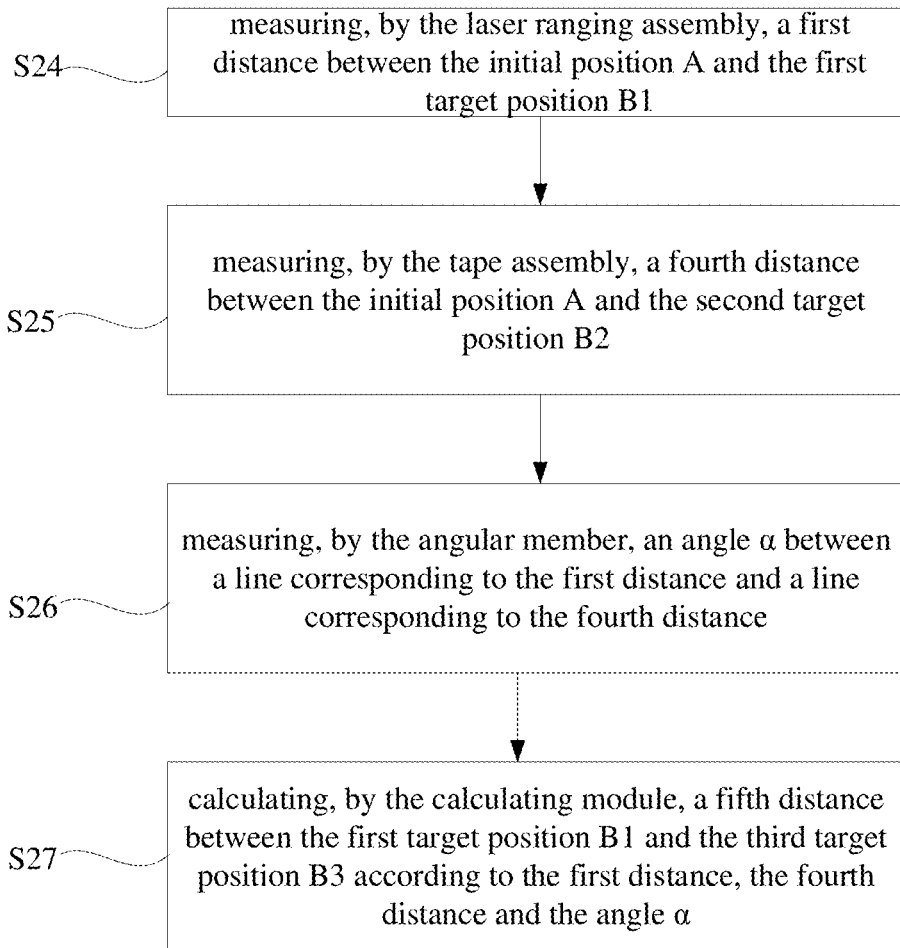 S24
measuring, by the laser ranging assembly, a first
distance between the initial position A and the first
target position B1
S25
measuring, by the tape assembly, a fourth distance
between the initial position A and the second target
position B2
S26
measuring, by the angular member, an angle α between
a line corresponding to the first distance and a line
corresponding to the fourth distance
S27
calculating, by the calculating module, a fifth distance
between the first target position B1 and the third target
position B3 according to the first distance, the fourth
distance and the angle α